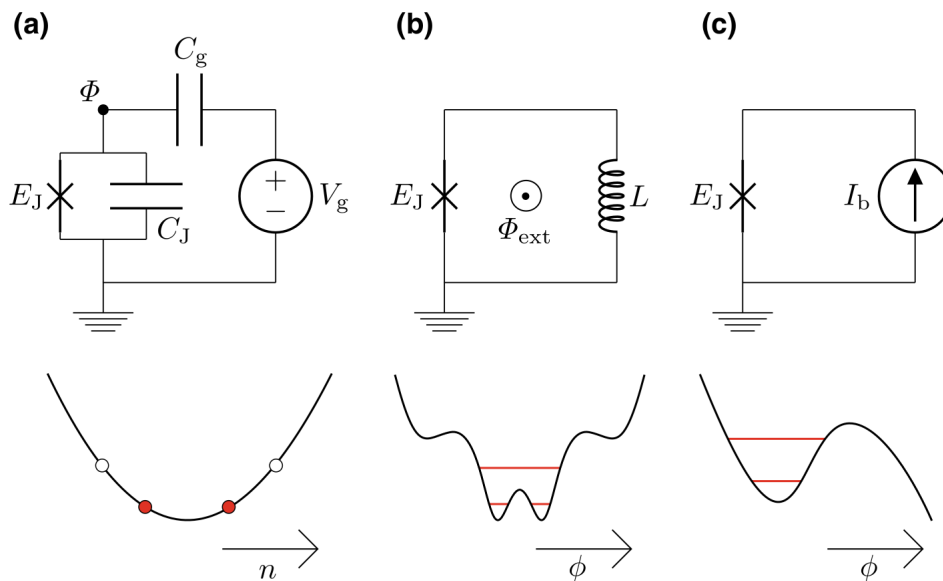 (a) (b) (c)
C_g
Φ
E_J
C_J
+
−
V_g
E_J
Φ_ext
L
E_J
I_b
n
ϕ
ϕ